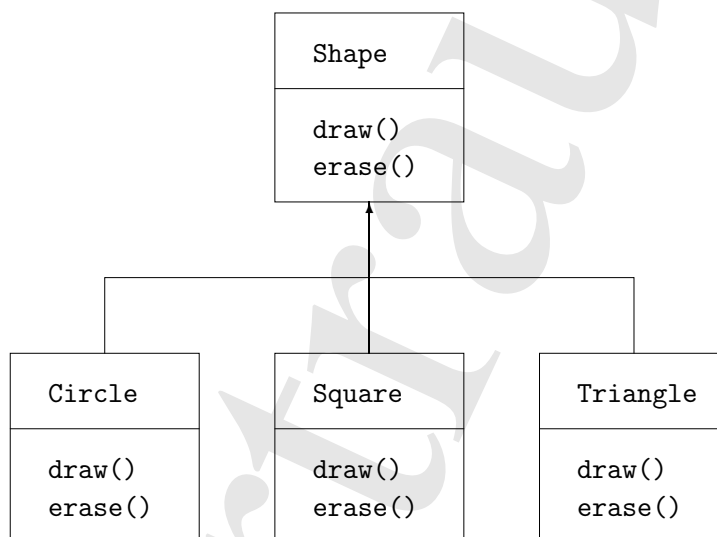 Shape
draw()
erase()
Circle
draw()
erase()
Square
draw()
erase()
Triangle
draw()
erase()